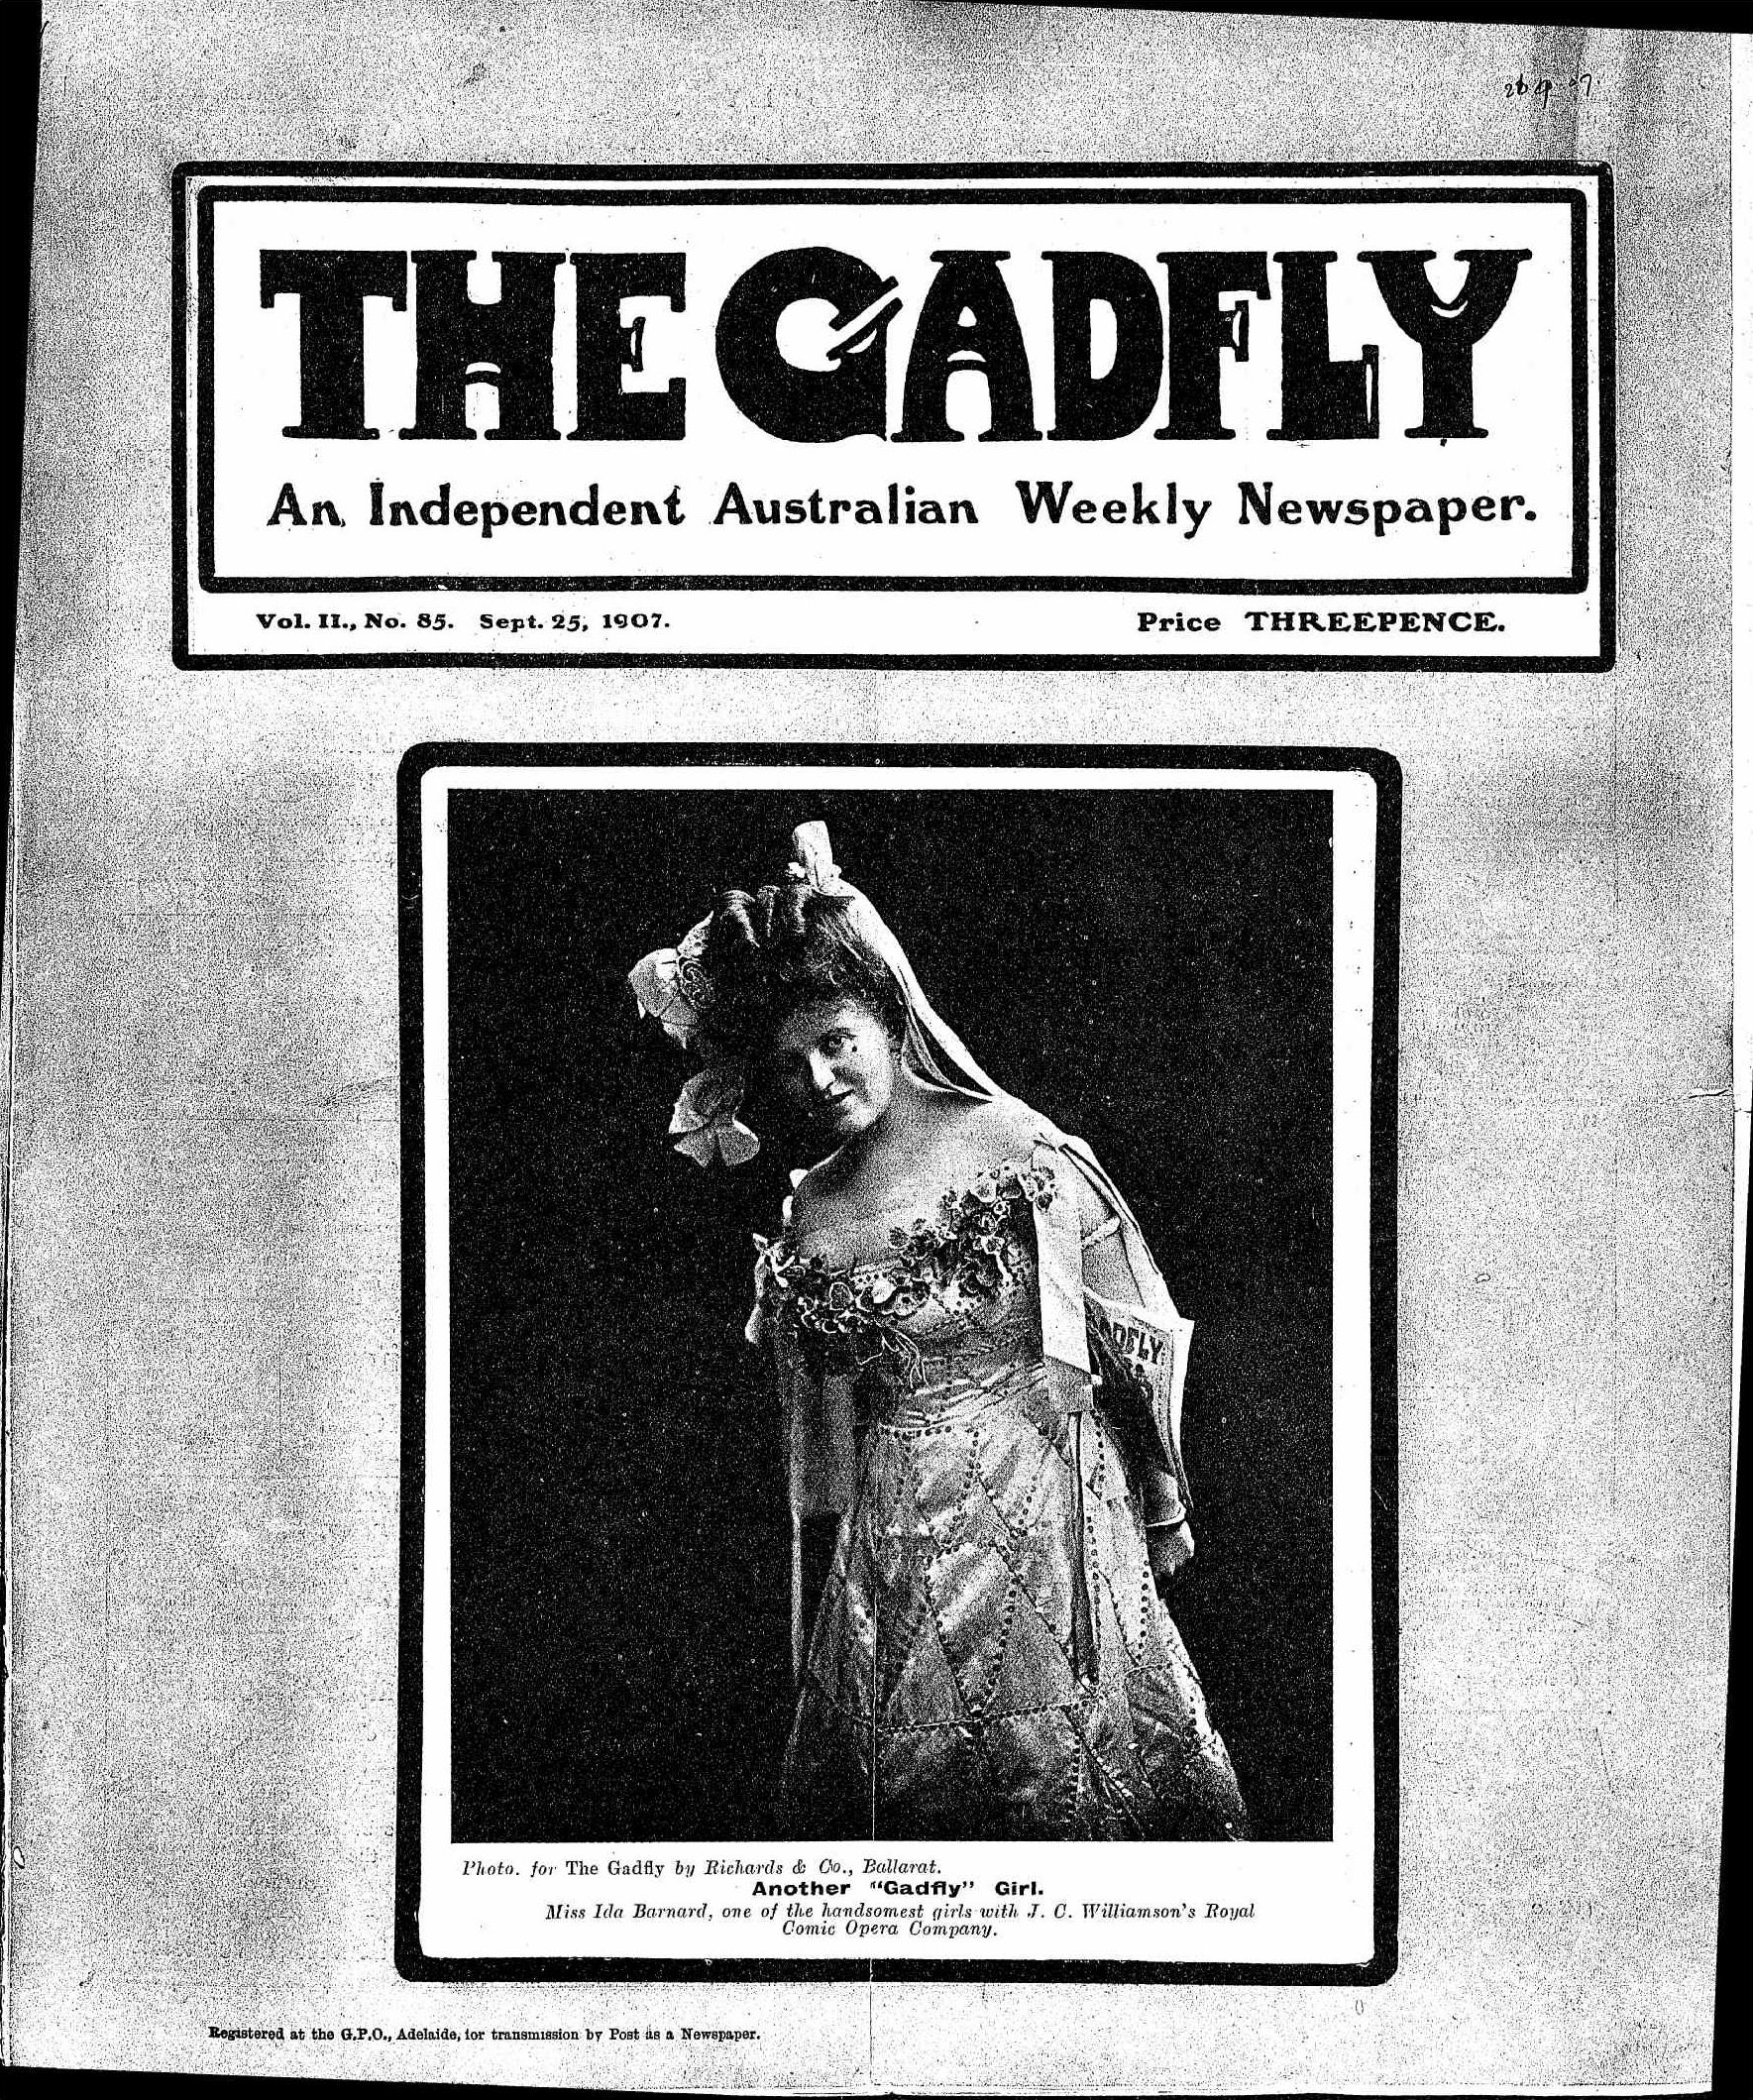 THE GADFLY
An Independent Australian Weekly Newspaper.
Vol. II., No. 85. Sept. 25, 1907. Price THREEPENCE.
ADFLY
Photo. for The Gadfly by Richards & Co., Ballarat.
Another "Gadfly" Girl.
Miss Ida Barnard, one of the handsomest girls with J. C. Williamson's Royal
Comic Opera Company.
Registered at the G.P.O., Adelaide, for transmission by Post as a Newspaper.